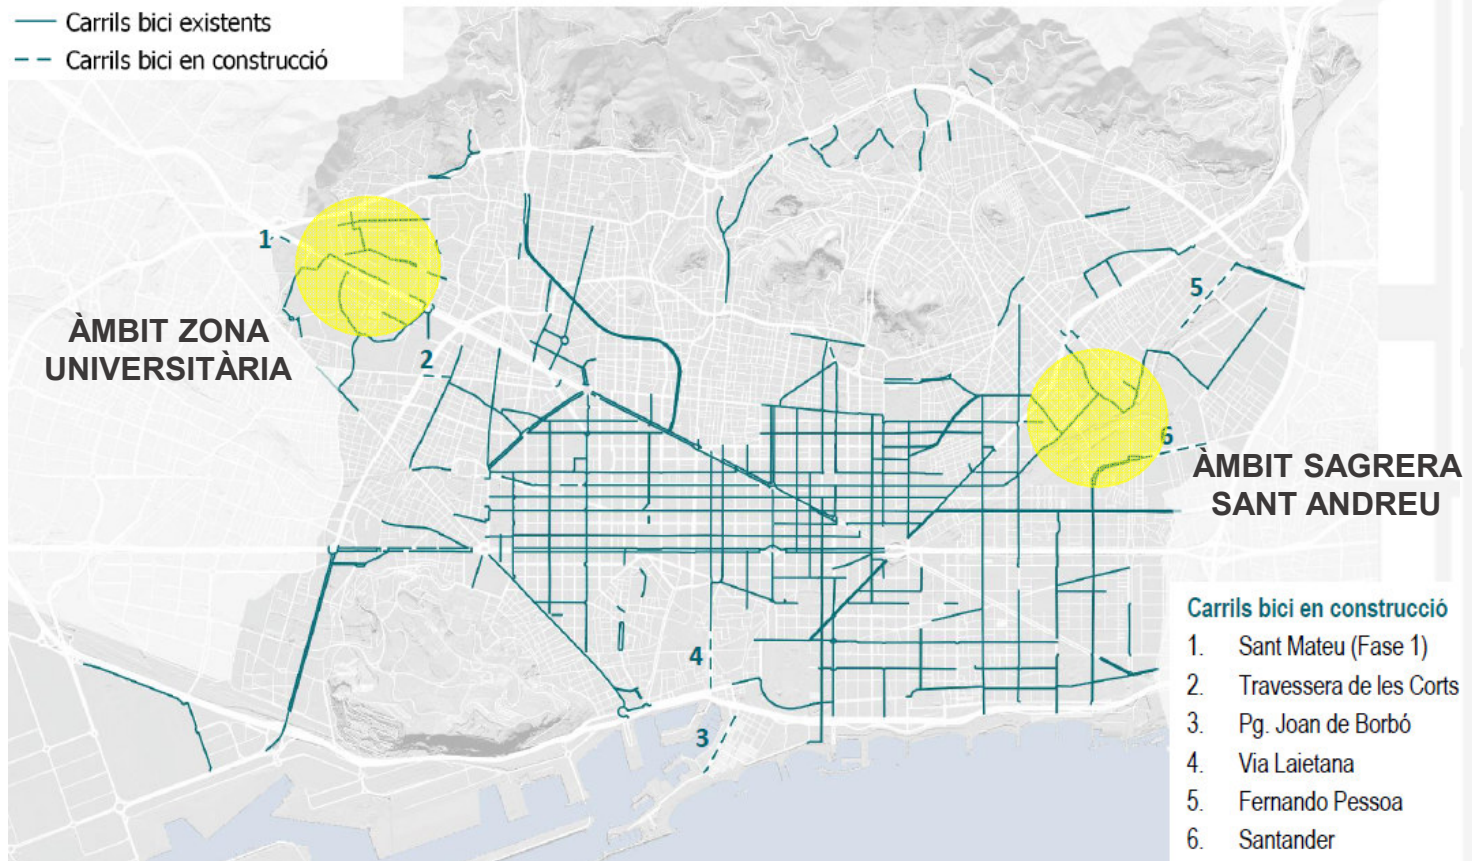 Carrils bici existents
Carrils bici en construcció
1
ÀMBIT ZONA
UNIVERSITÀRIA
2
5
6
ÀMBIT SAGRERA
SANT ANDREU
4
3
Carrils bici en construcció
1. Sant Mateu (Fase 1)
2. Travessera de les Corts
3. Pg. Joan de Borbó
4. Via Laietana
5. Fernando Pessoa
6. Santander